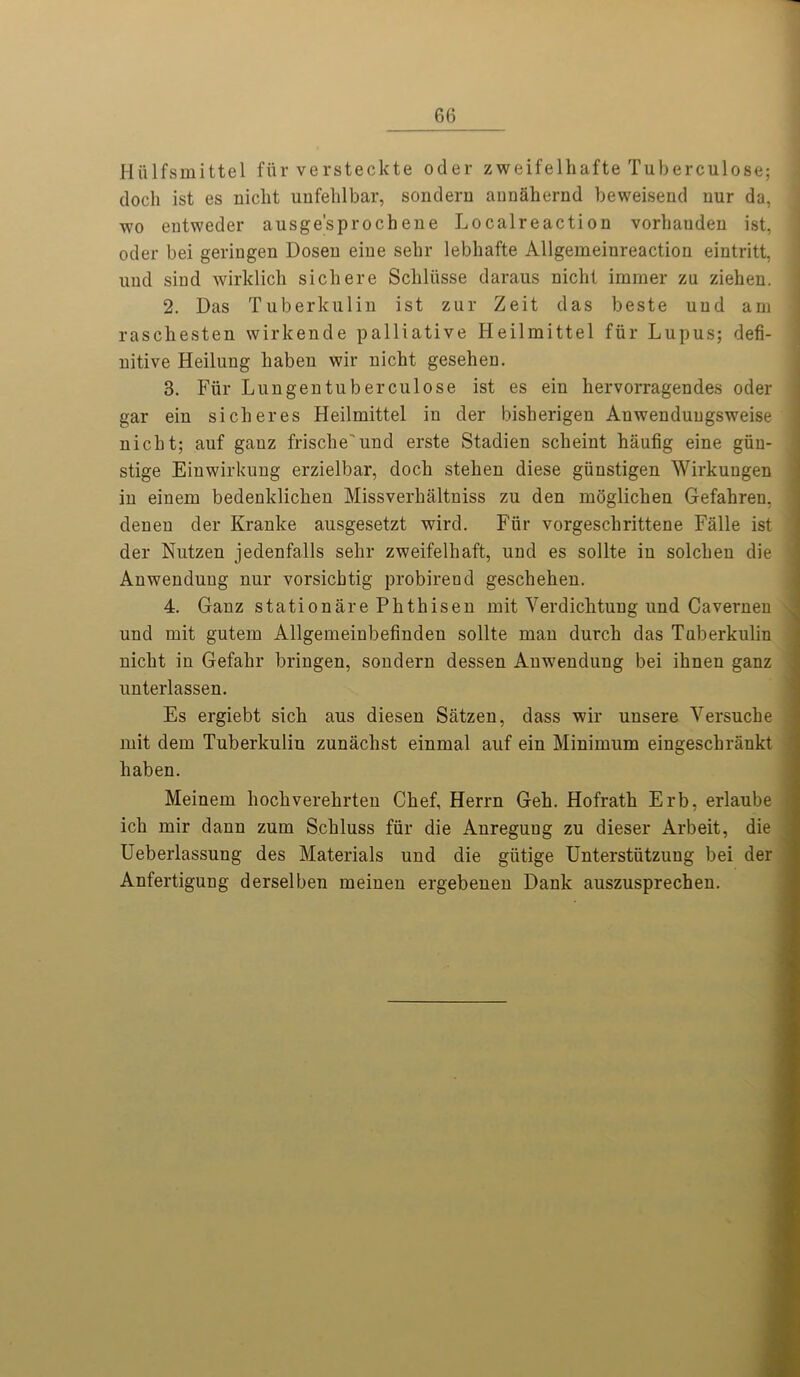 66
Hülfsmittel für versteckte oder zweifelhafte Tuberculose;
doch ist es nicht unfehlbar, sondern annähernd beweisend nur da,
wo entweder ausge'sprochene Localreaction vorhanden ist,
oder bei geringen Dosen eine sehr lebhafte Allgemeinreaction eintritt,
und sind wirklich sichere Schlüsse daraus nicht immer zu ziehen.
2. Das Tuberkulin ist zur Zeit das beste und am
raschesten wirkende palliative Heilmittel für Lupus; defi-
nitive Heilung haben wir nicht gesehen.
3. Für Lungentuberculose ist es ein hervorragendes oder
gar ein sicheres Heilmittel in der bisherigen Anwendungsweise
nicht; auf ganz frische und erste Stadien scheint häufig eine gün-
stige Einwirkung erzielbar, doch stehen diese günstigen Wirkungen
in einem bedenklichen Missverhältniss zu den möglichen Gefahren,
denen der Kranke ausgesetzt wird. Für vorgeschrittene Fälle ist
der Nutzen jedenfalls sehr zweifelhaft, und es sollte in solchen die
Anwendung nur vorsichtig probirend geschehen.
4. Ganz stationäre Phthisen mit Verdichtung und Cavernen
und mit gutem Allgemeinbefinden sollte man durch das Tuberkulin
nicht in Gefahr bringen, sondern dessen Anwendung bei ihnen ganz
unterlassen.
Es ergiebt sich aus diesen Sätzen, dass wir unsere Versuche
mit dem Tuberkulin zunächst einmal auf ein Minimum eingeschränkt
haben.
Meinem hochverehrten Chef, Herrn Geh. Hofrath Erb, erlaube
ich mir dann zum Schluss für die Anregung zu dieser Arbeit, die
Ueberlassung des Materials und die gütige Unterstützung bei der
Anfertigung derselben meinen ergebenen Dank auszusprechen.